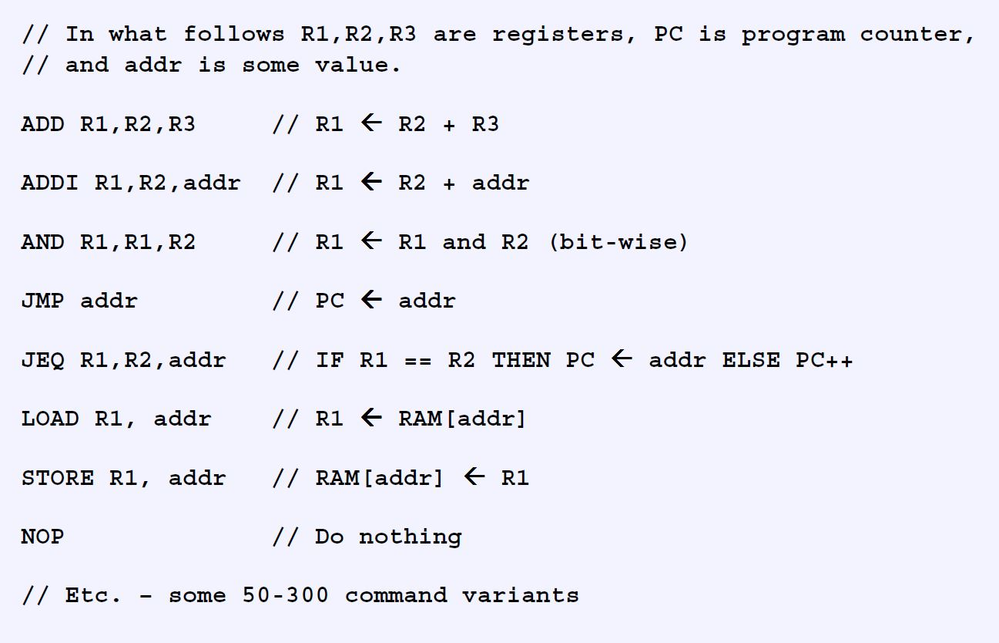 // In what follows R1,R2,R3 are registers, PC is program counter,
// and addr is some value.
ADD R1,R2,R3 // R1 ← R2 + R3
ADDI R1,R2,addr // R1 ← R2 + addr
AND R1,R1,R2 // R1 ← R1 and R2 (bit-wise)
JMP addr // PC ← addr
JEQ R1,R2,addr // IF R1 == R2 THEN PC ← addr ELSE PC++
LOAD R1, addr // R1 ← RAM[addr]
STORE R1, addr // RAM[addr] ← R1
NOP // Do nothing
// Etc. – some 50-300 command variants